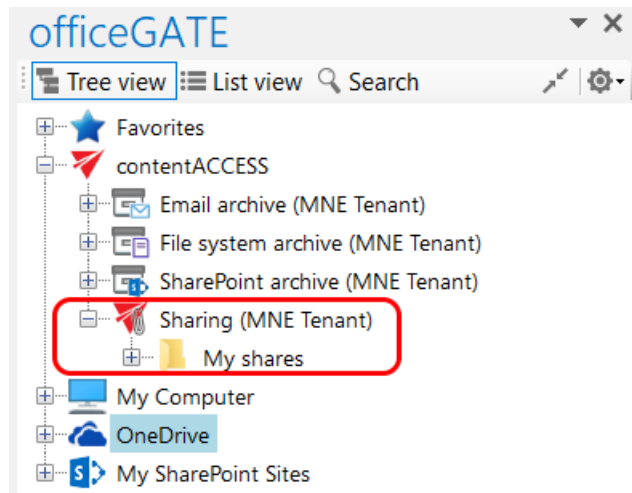 officeGATE
Tree view List view Search
Favorites
contentACCESS
Email archive (MNE Tenant)
File system archive (MNE Tenant)
SharePoint archive (MNE Tenant)
Sharing (MNE Tenant)
My shares
My Computer
OneDrive
My SharePoint Sites